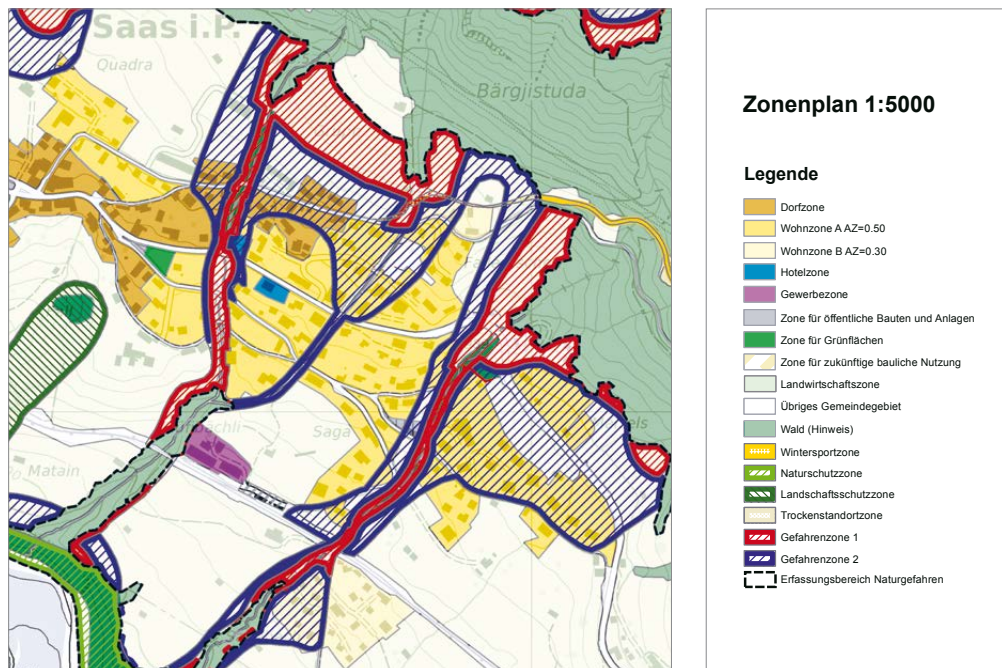 Saas i.P.
Quadra
Bärgjistuda
Saga
Matain
Zonenplan 1:5000
Legende
Dorfzone
Wohnzone A AZ=0.50
Wohnzone B AZ=0.30
Hotelzone
Gewerbezone
Zone für öffentliche Bauten und Anlagen
Zone für Grünflächen
Zone für zukünftige bauliche Nutzung
Landwirtschaftszone
Übriges Gemeindegebiet
Wald (Hinweis)
Wintersportzone
Naturschutzzone
Landschaftsschutzzone
Trockenstandortzone
Gefahrenzone 1
Gefahrenzone 2
Erfassungsbereich Naturgefahren